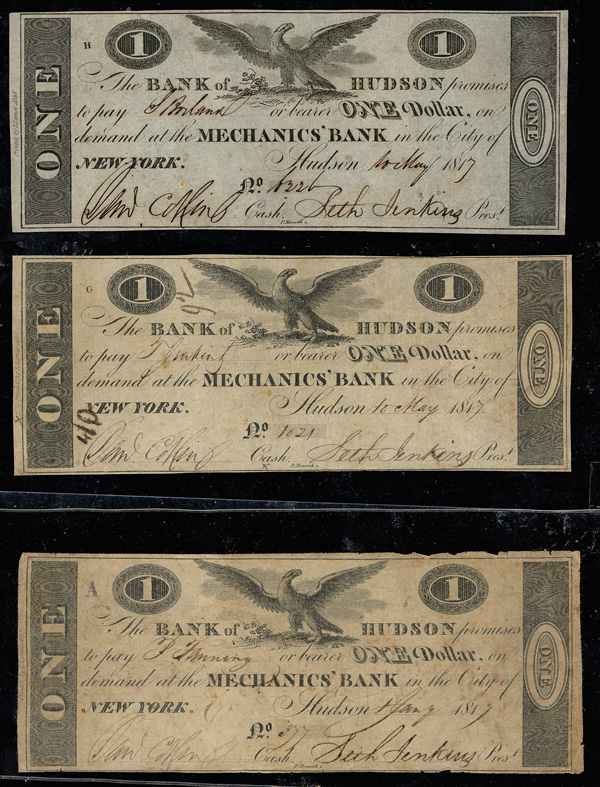 H 1 1
ONE
The BANK of HUDSON promises
to pay or bearer ONE Dollar, on
demand at the MECHANICS' BANK in the City of
NEW YORK. Hudson 10 May 1817
No. 1326
Cash. Seth Jenkins Pres.t
ONE
G 1 1
92
ONE
The BANK of HUDSON promises
to pay T Jenkins or bearer ONE Dollar, on
demand at the MECHANICS' BANK in the City of
NEW YORK. Hudson 10 May 1817
No. 1021
Cash. Seth Jenkins Pres.t
ONE
A 1 1
ONE
The BANK of HUDSON promises
to pay or bearer ONE Dollar, on
demand at the MECHANICS' BANK in the City of
NEW YORK. Hudson 1817
No.
Cash. Seth Jenkins Pres.t
ONE